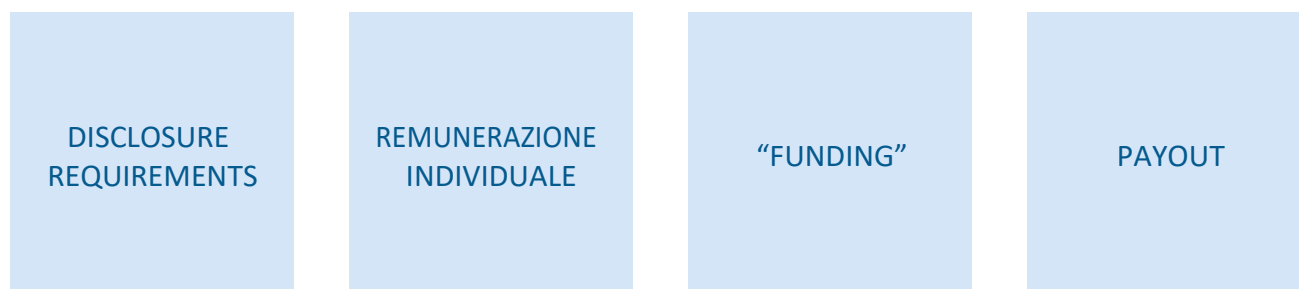 DISCLOSURE
REQUIREMENTS
REMUNERAZIONE
INDIVIDUALE
“FUNDING”
PAYOUT